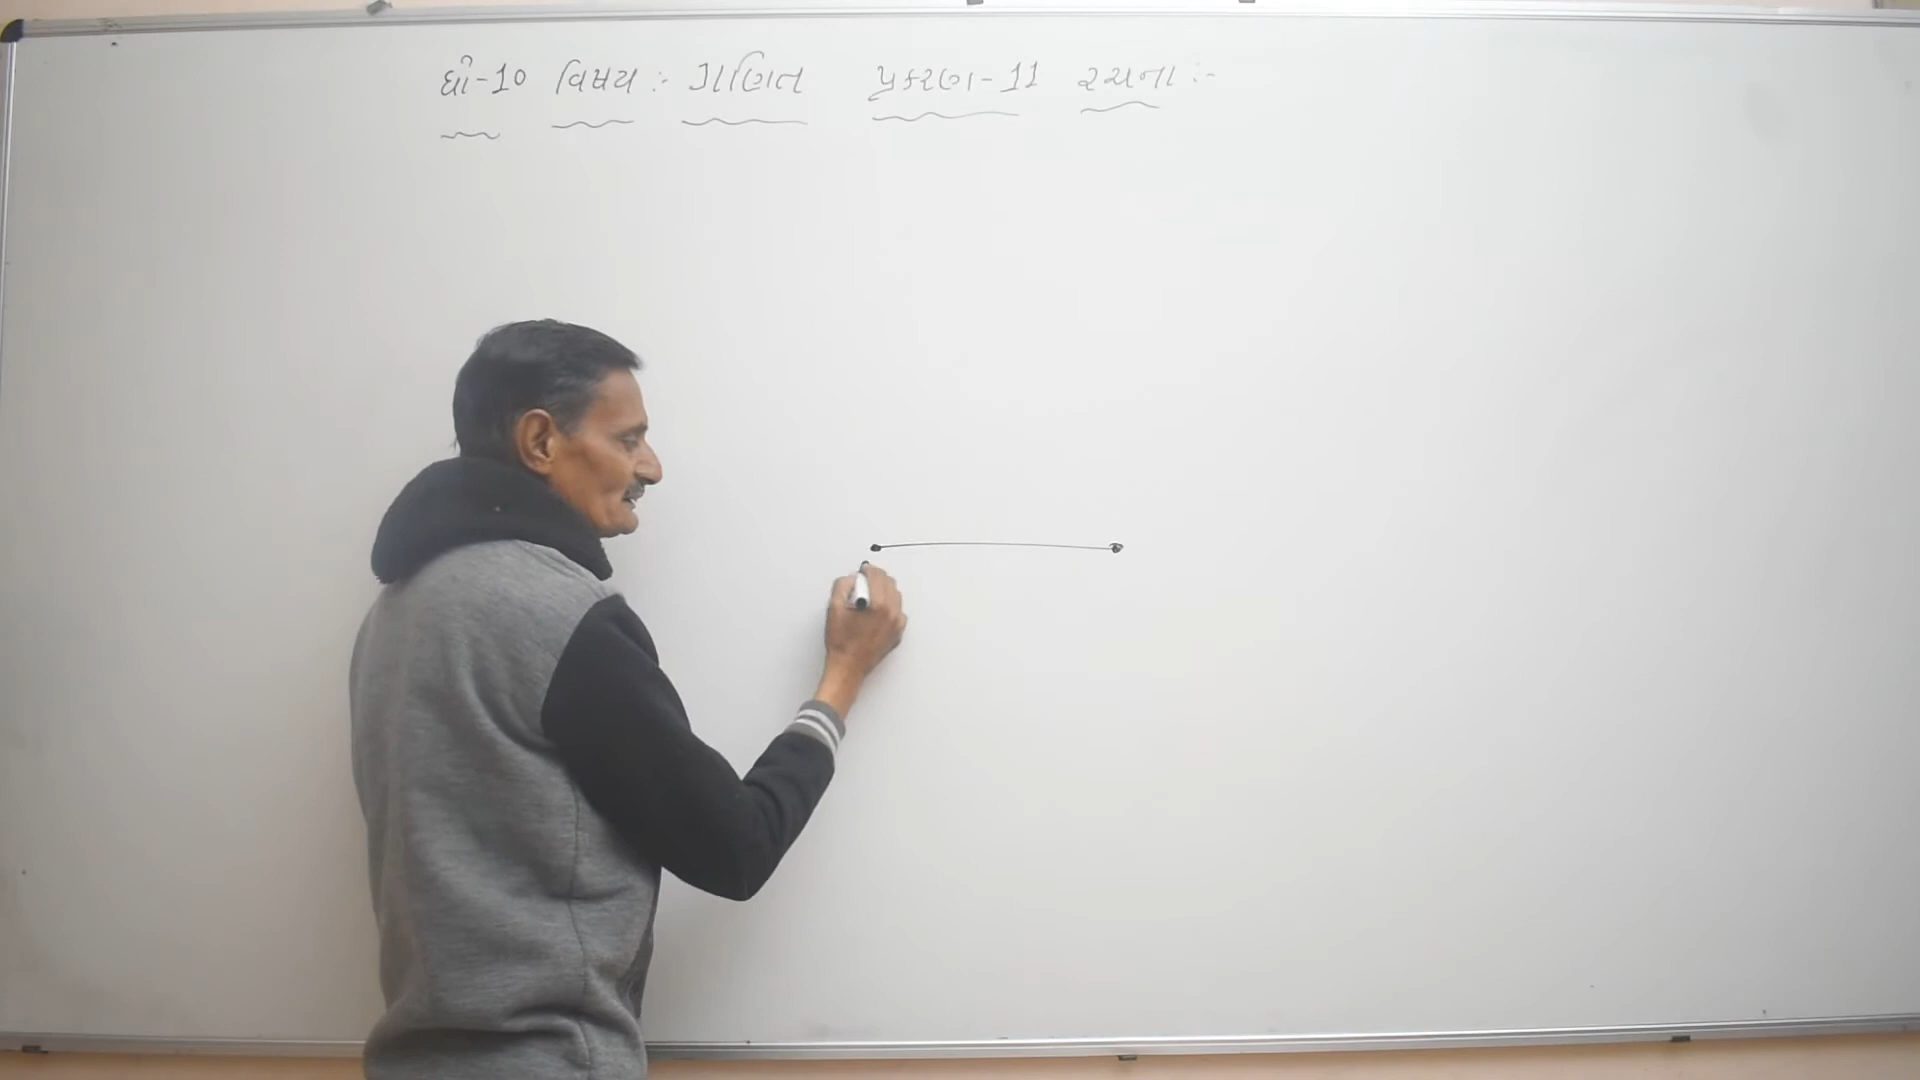 ધો-10 વિષય :- ગણિત પ્રકરણ-11 રચના :-